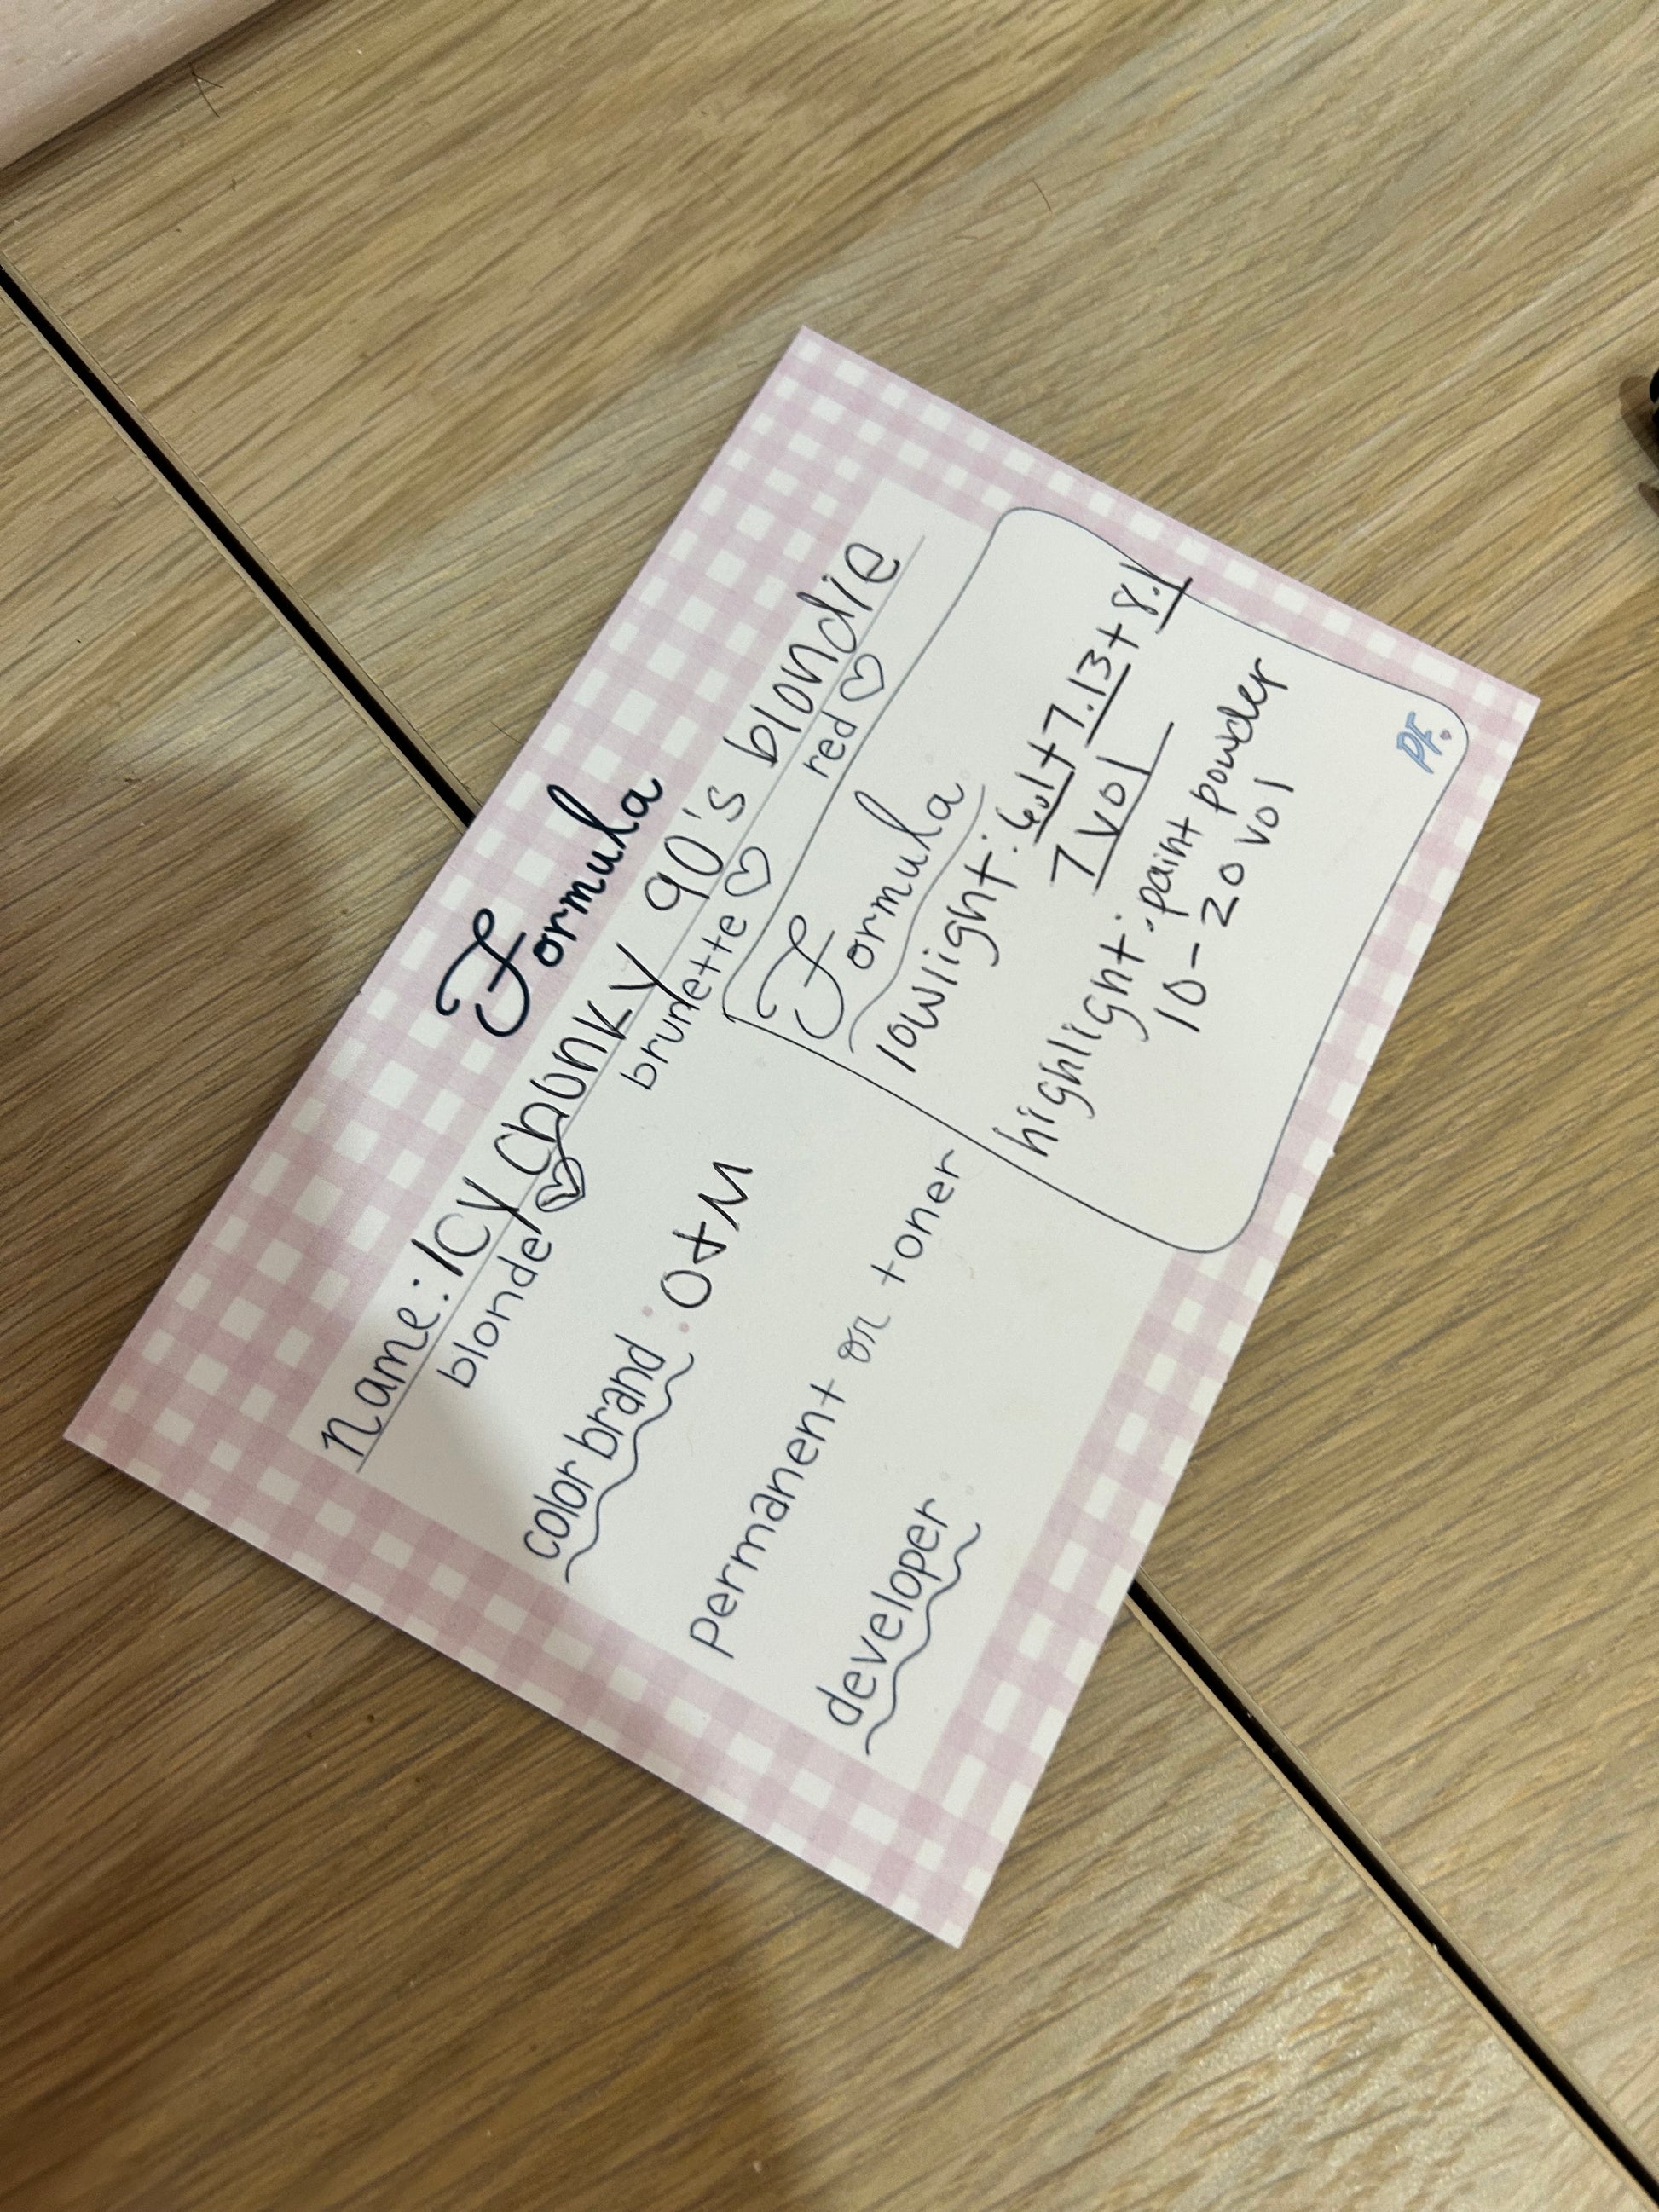 Formula
name: ICY Chunky 90's blondie
blonde ♡ brunette ♡ red ♡
color brand: O+M
permanent or toner
developer
Formula
lowlight: 6.1 + 7.13 + 8.1
7 vol
highlight: paint powder
10-20 vol
PF.